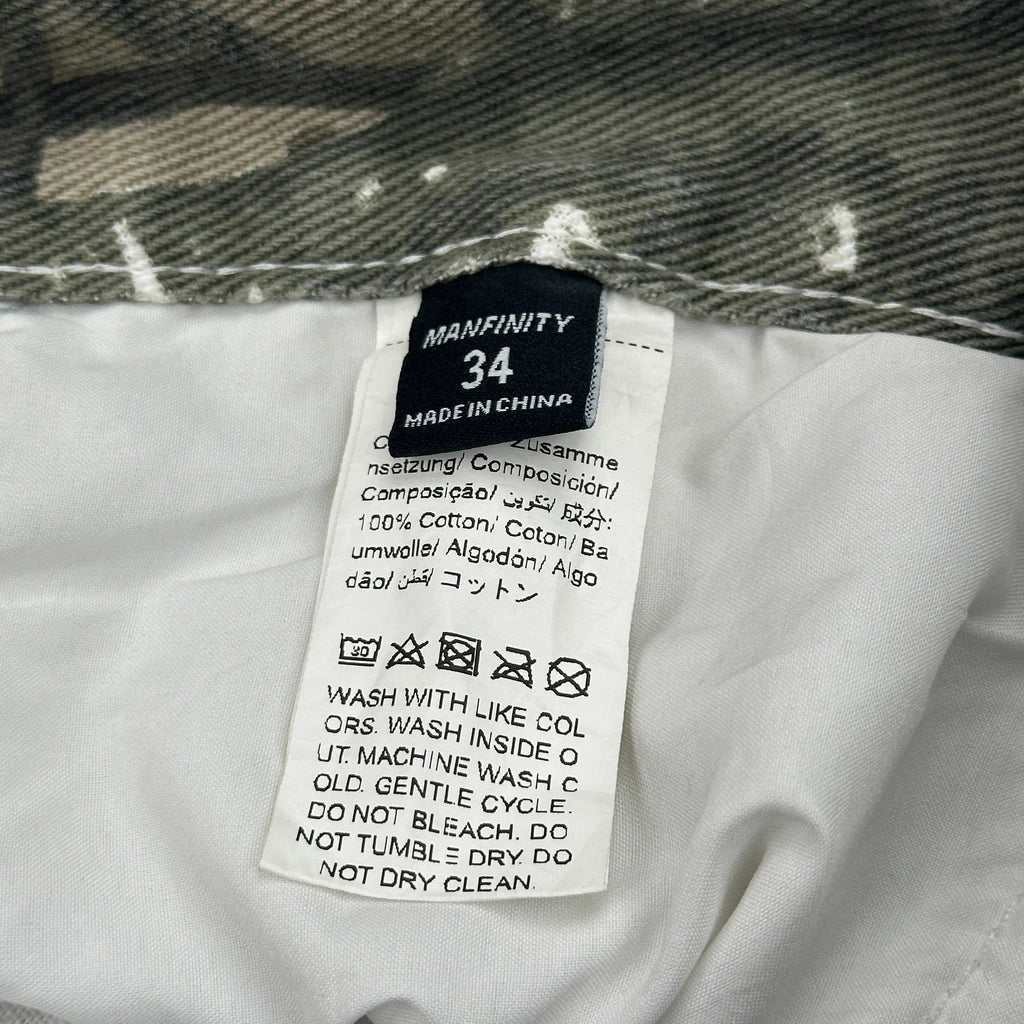 MANFINITY
34
MADE IN CHINA
Zusamme
nsetzung/ Composición/
Composição/ تكوين/ 成分:
100% Cotton/ Coton/ Ba
umwolle/ Algodón/ Algo
dão/ قطن/ コットン
30
WASH WITH LIKE COL
ORS. WASH INSIDE O
UT. MACHINE WASH C
OLD. GENTLE CYCLE.
DO NOT BLEACH. DO
NOT TUMBLE DRY. DO
NOT DRY CLEAN.